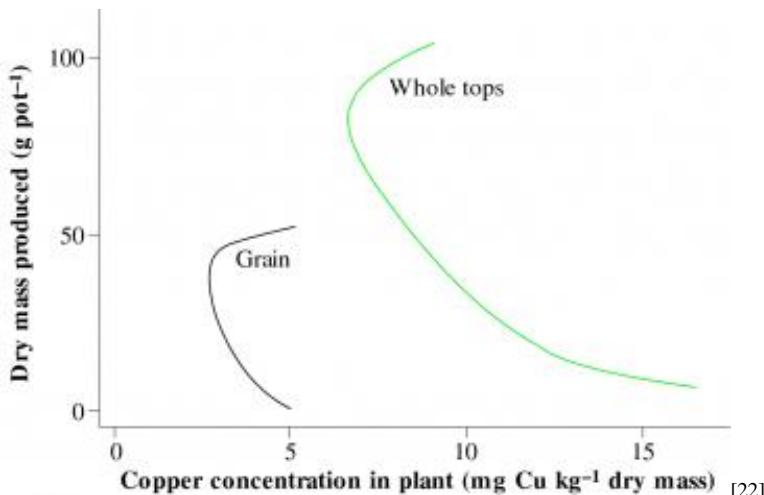 100
Whole tops
50
Grain
0
0 5 10 15
Dry mass produced (g pot⁻¹)
Copper concentration in plant (mg Cu kg⁻¹ dry mass) [22]